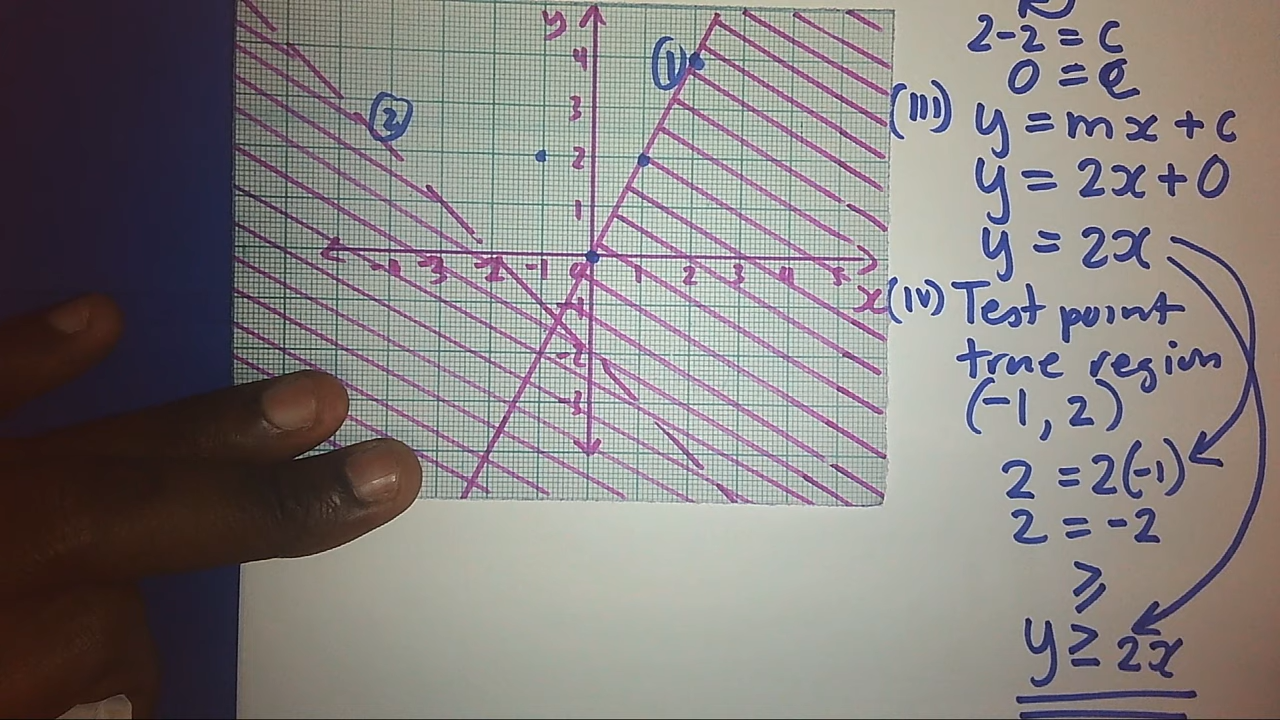 y
4
3
2
1
-3 -2 -1 0 1 2 3 4 5
x
-1
-2
-3
(1)
(2)
2-2 = c
0 = c
(III) y = mx + c
y = 2x + 0
y = 2x
(IV) Test point
true region
(-1, 2)
2 = 2(-1)
2 = -2
≥
y ≥ 2x